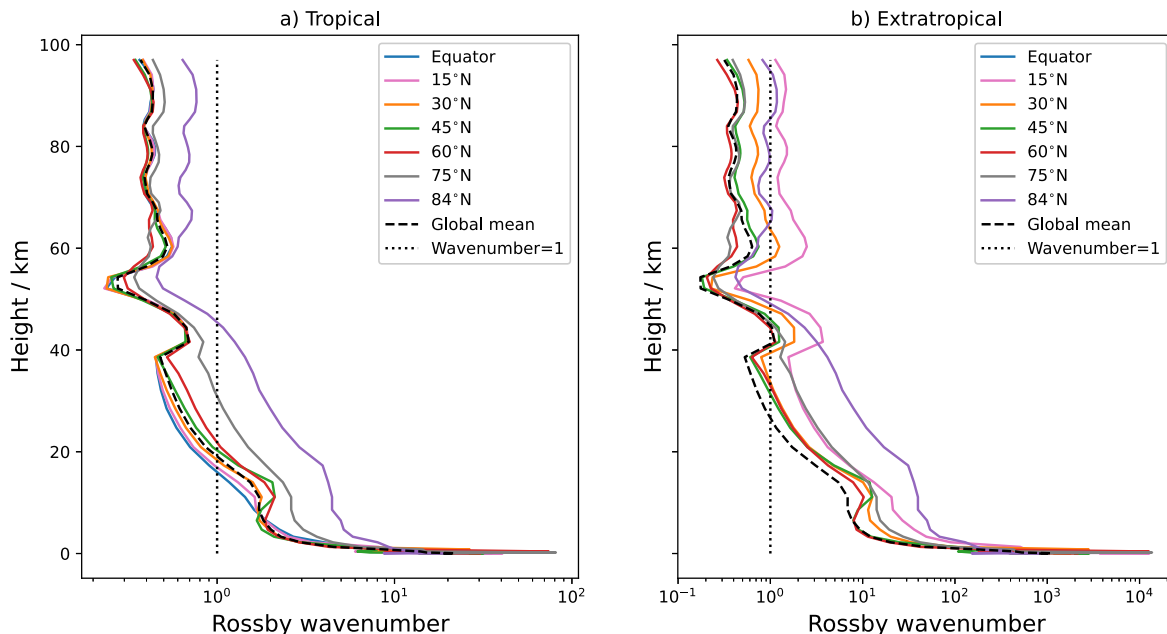 a) Tropical
100
80
60
40
20
0
Height / km
10⁰
10¹
10²
Rossby wavenumber
Equator
15°N
30°N
45°N
60°N
75°N
84°N
Global mean
Wavenumber=1
b) Extratropical
Height / km
10⁻¹
10⁰
10¹
10²
10³
10⁴
Rossby wavenumber
Equator
15°N
30°N
45°N
60°N
75°N
84°N
Global mean
Wavenumber=1